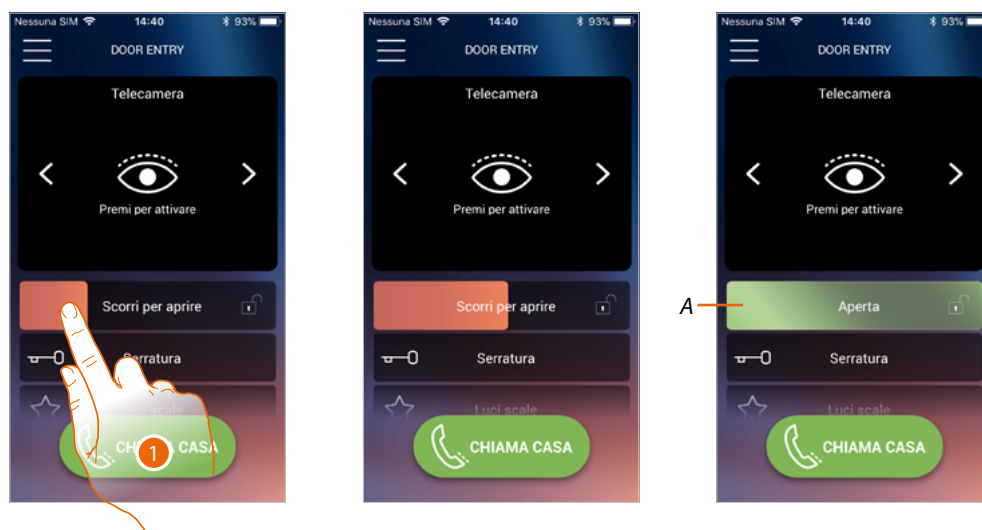 Nessuna SIM 14:40 93%
DOOR ENTRY
Telecamera
Premi per attivare
Scorri per aprire
Serratura
Luci scale
CHIAMA CASA
1
Nessuna SIM 14:40 93%
DOOR ENTRY
Telecamera
Premi per attivare
Scorri per aprire
Serratura
Luci scale
CHIAMA CASA
Nessuna SIM 14:40 93%
DOOR ENTRY
Telecamera
Premi per attivare
A
Aperta
Serratura
Luci scale
CHIAMA CASA